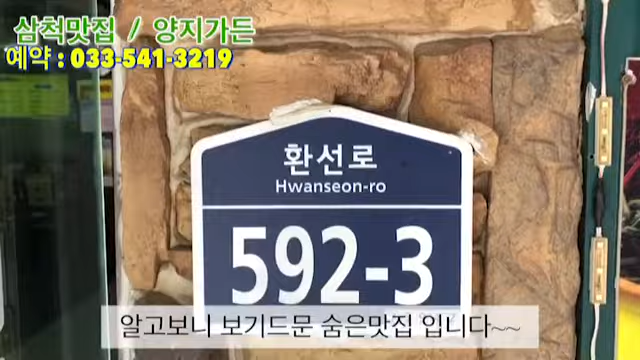 삼척맛집 / 양지가든
예약 : 033-541-3219
환선로
Hwanseon-ro
592-3
알고보니 보기드문 숨은맛집 입니다~~